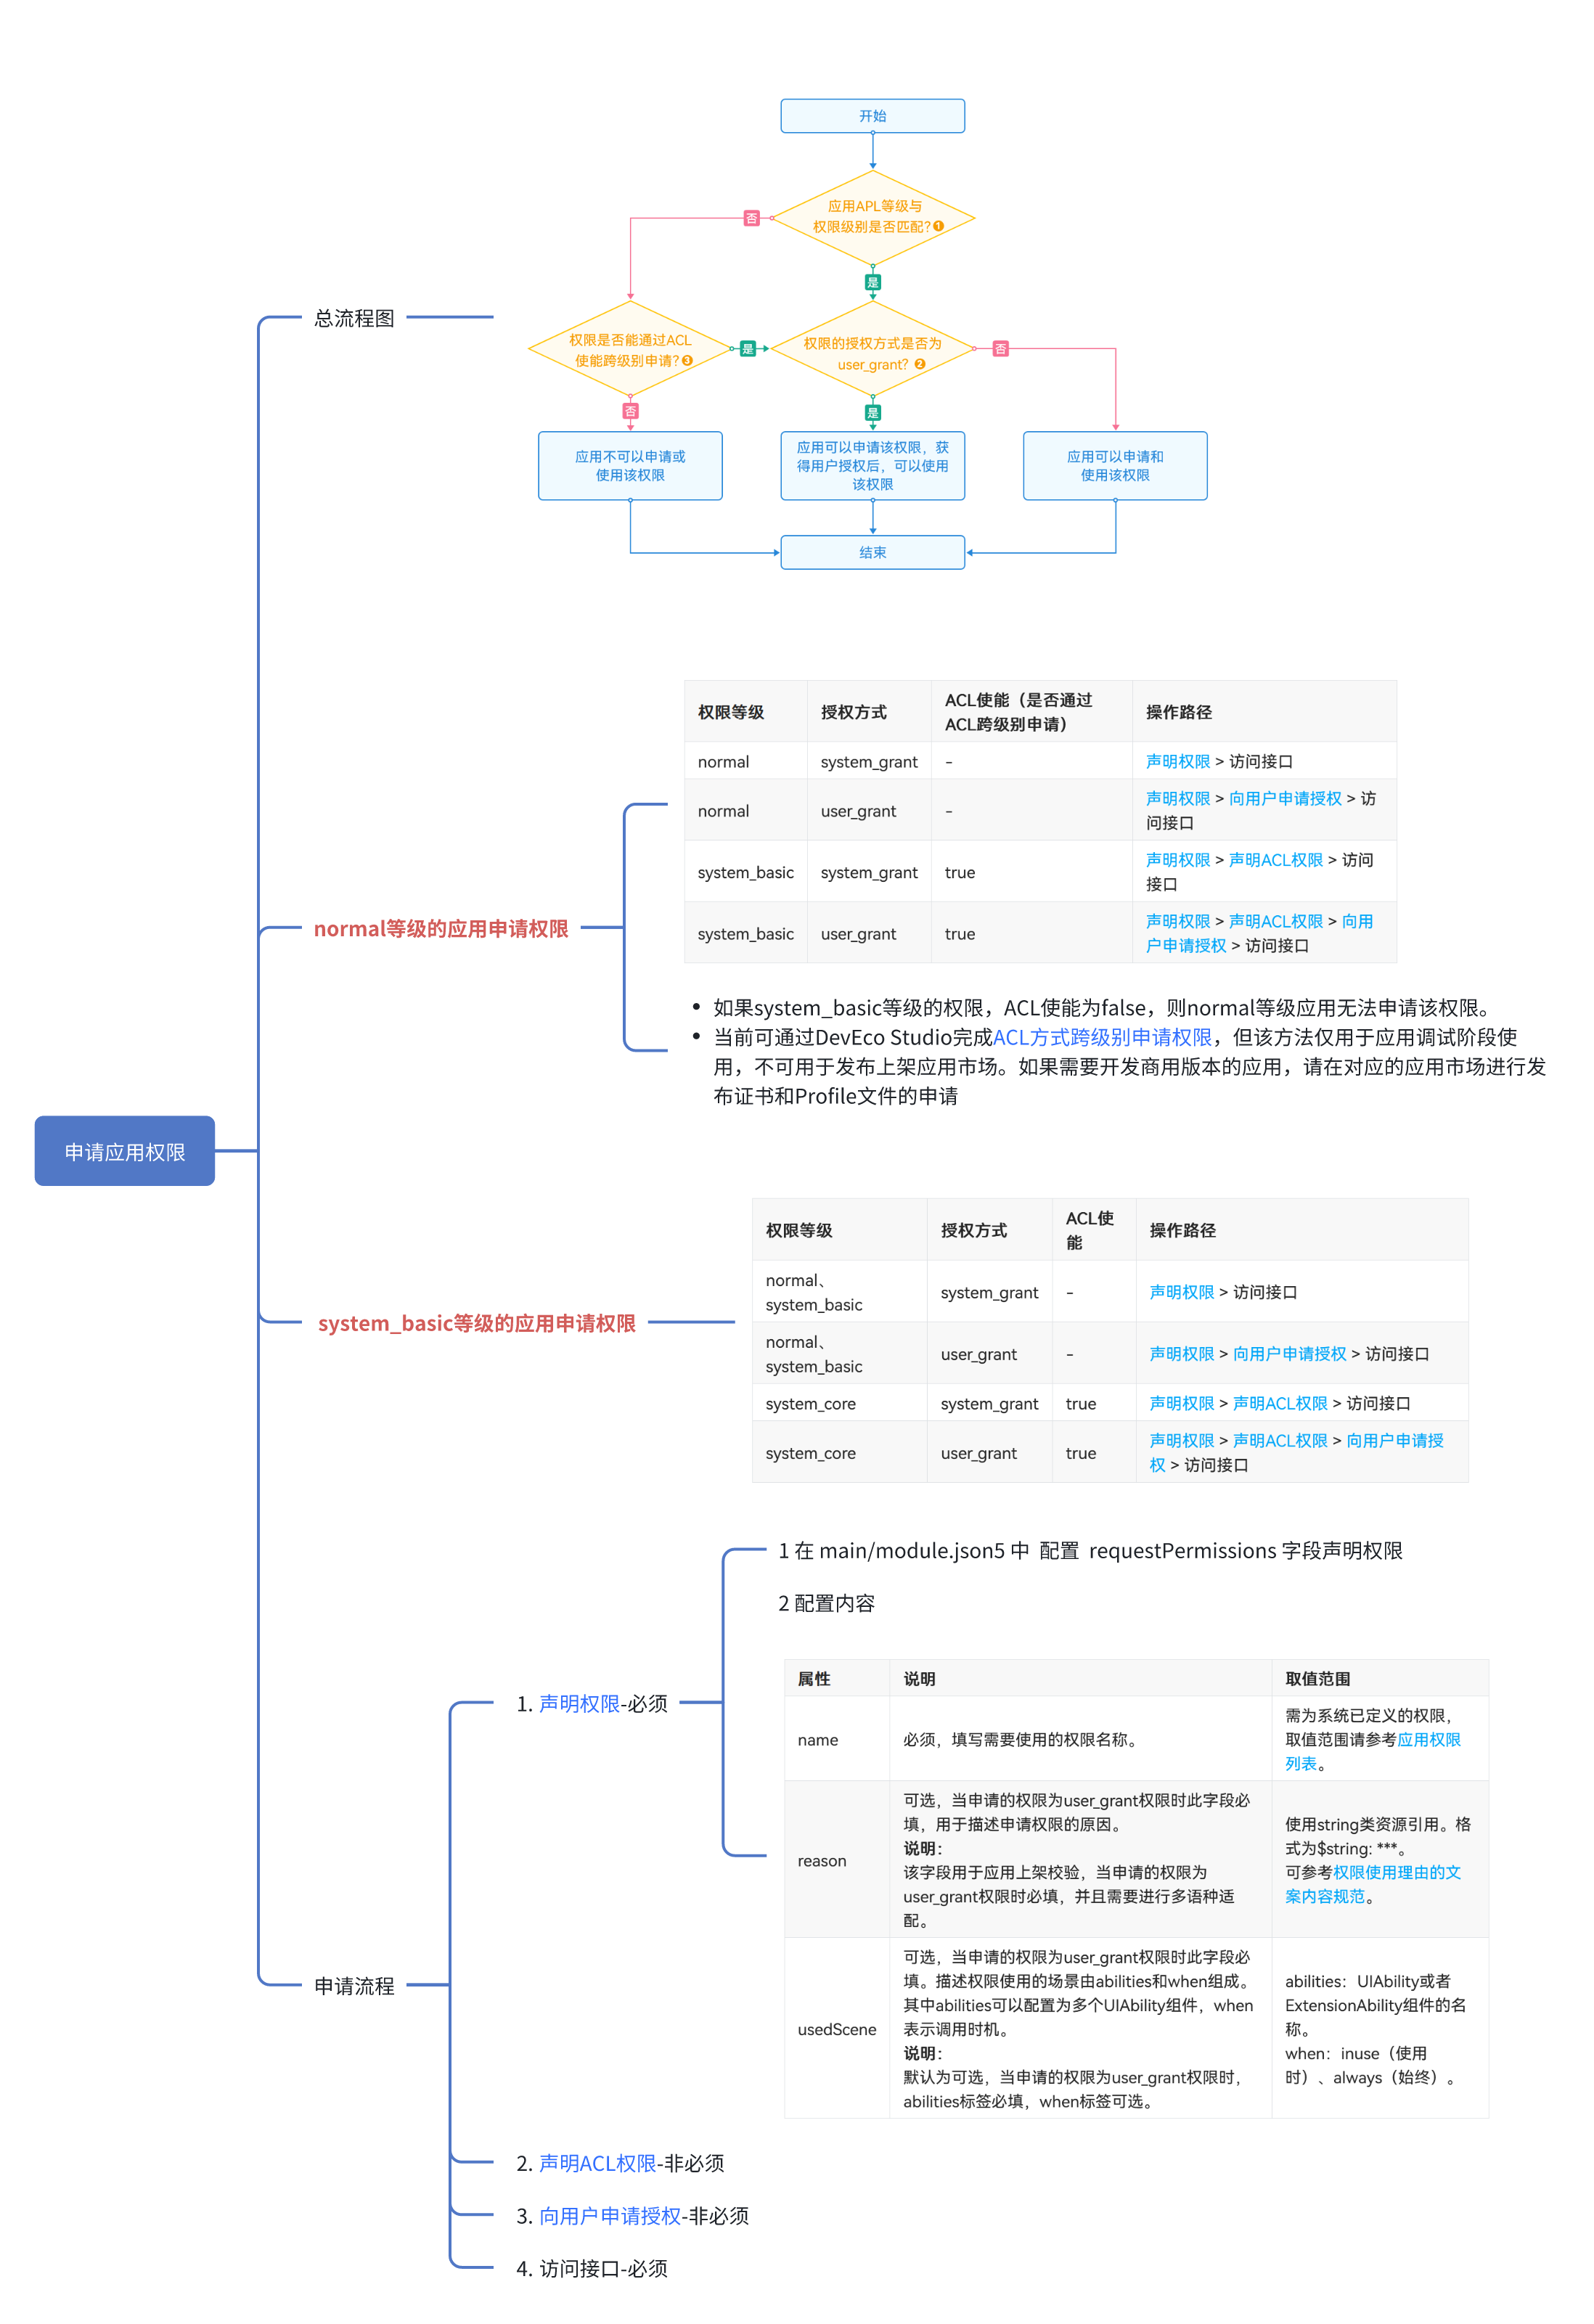 开始
应用APL等级与
权限级别是否匹配?❶
否
是
总流程图
权限是否能通过ACL
使能跨级别申请?❸
是
权限的授权方式是否为
user_grant? ❷
否
否
是
应用不可以申请或
使用该权限
应用可以申请该权限，获
得用户授权后，可以使用
该权限
应用可以申请和
使用该权限
结束
权限等级 授权方式 ACL使能（是否通过
ACL跨级别申请） 操作路径
normal system_grant - 声明权限 > 访问接口
normal user_grant - 声明权限 > 向用户申请授权 > 访
问接口
system_basic system_grant true 声明权限 > 声明ACL权限 > 访问
接口
system_basic user_grant true 声明权限 > 声明ACL权限 > 向用
户申请授权 > 访问接口
normal等级的应用申请权限
• 如果system_basic等级的权限，ACL使能为false，则normal等级应用无法申请该权限。
• 当前可通过DevEco Studio完成ACL方式跨级别申请权限，但该方法仅用于应用调试阶段使
用，不可用于发布上架应用市场。如果需要开发商用版本的应用，请在对应的应用市场进行发
布证书和Profile文件的申请
申请应用权限
权限等级 授权方式 ACL使
能 操作路径
normal、
system_basic system_grant - 声明权限 > 访问接口
normal、
system_basic user_grant - 声明权限 > 向用户申请授权 > 访问接口
system_core system_grant true 声明权限 > 声明ACL权限 > 访问接口
system_core user_grant true 声明权限 > 声明ACL权限 > 向用户申请授
权 > 访问接口
system_basic等级的应用申请权限
1 在 main/module.json5 中 配置 requestPermissions 字段声明权限
2 配置内容
1. 声明权限-必须
属性 说明 取值范围
name 必须，填写需要使用的权限名称。 需为系统已定义的权限，
取值范围请参考应用权限
列表。
reason 可选，当申请的权限为user_grant权限时此字段必
填，用于描述申请权限的原因。
说明：
该字段用于应用上架校验，当申请的权限为
user_grant权限时必填，并且需要进行多语种适
配。
使用string类资源引用。格
式为$string: ***。
可参考权限使用理由的文
案内容规范。
usedScene 可选，当申请的权限为user_grant权限时此字段必
填。描述权限使用的场景由abilities和when组成。
其中abilities可以配置为多个UIAbility组件，when
表示调用时机。
说明：
默认为可选，当申请的权限为user_grant权限时，
abilities标签必填，when标签可选。
abilities：UIAbility或者
ExtensionAbility组件的名
称。
when：inuse（使用
时）、always（始终）。
申请流程
2. 声明ACL权限-非必须
3. 向用户申请授权-非必须
4. 访问接口-必须